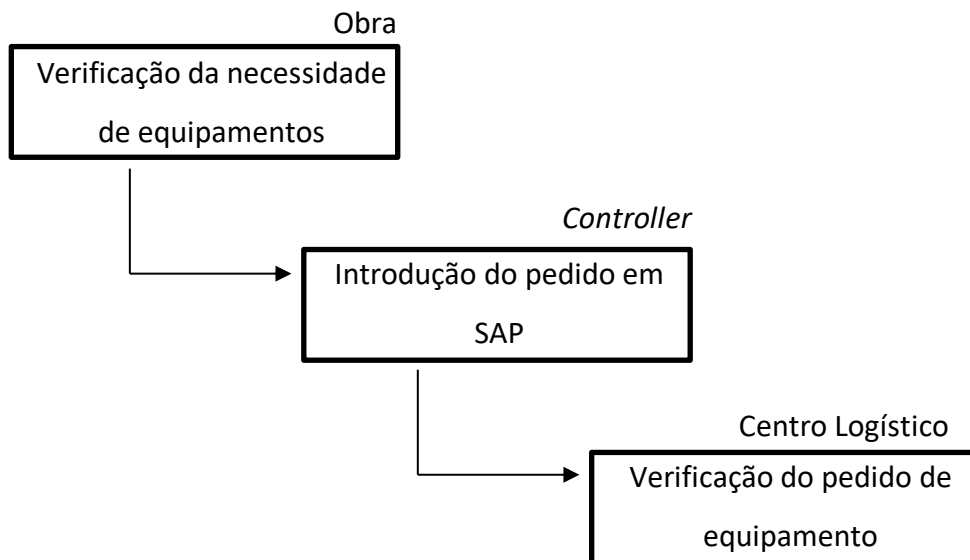 Obra
Verificação da necessidade
de equipamentos
Controller
Introdução do pedido em
SAP
Centro Logístico
Verificação do pedido de
equipamento